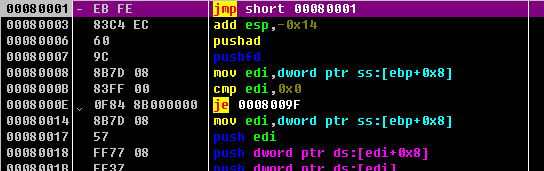 00080001 - EB FE jmp short 00080001
00080003 83C4 EC add esp,-0x14
00080006 60 pushad
00080007 9C pushfd
00080008 8B7D 08 mov edi,dword ptr ss:[ebp+0x8]
0008000B 83FF 00 cmp edi,0x0
0008000E 0F84 8B000000 je 0008009F
00080014 8B7D 08 mov edi,dword ptr ss:[ebp+0x8]
00080017 57 push edi
00080018 FF77 08 push dword ptr ds:[edi+0x8]
0008001B FF37 push dword ptr ds:[edi]